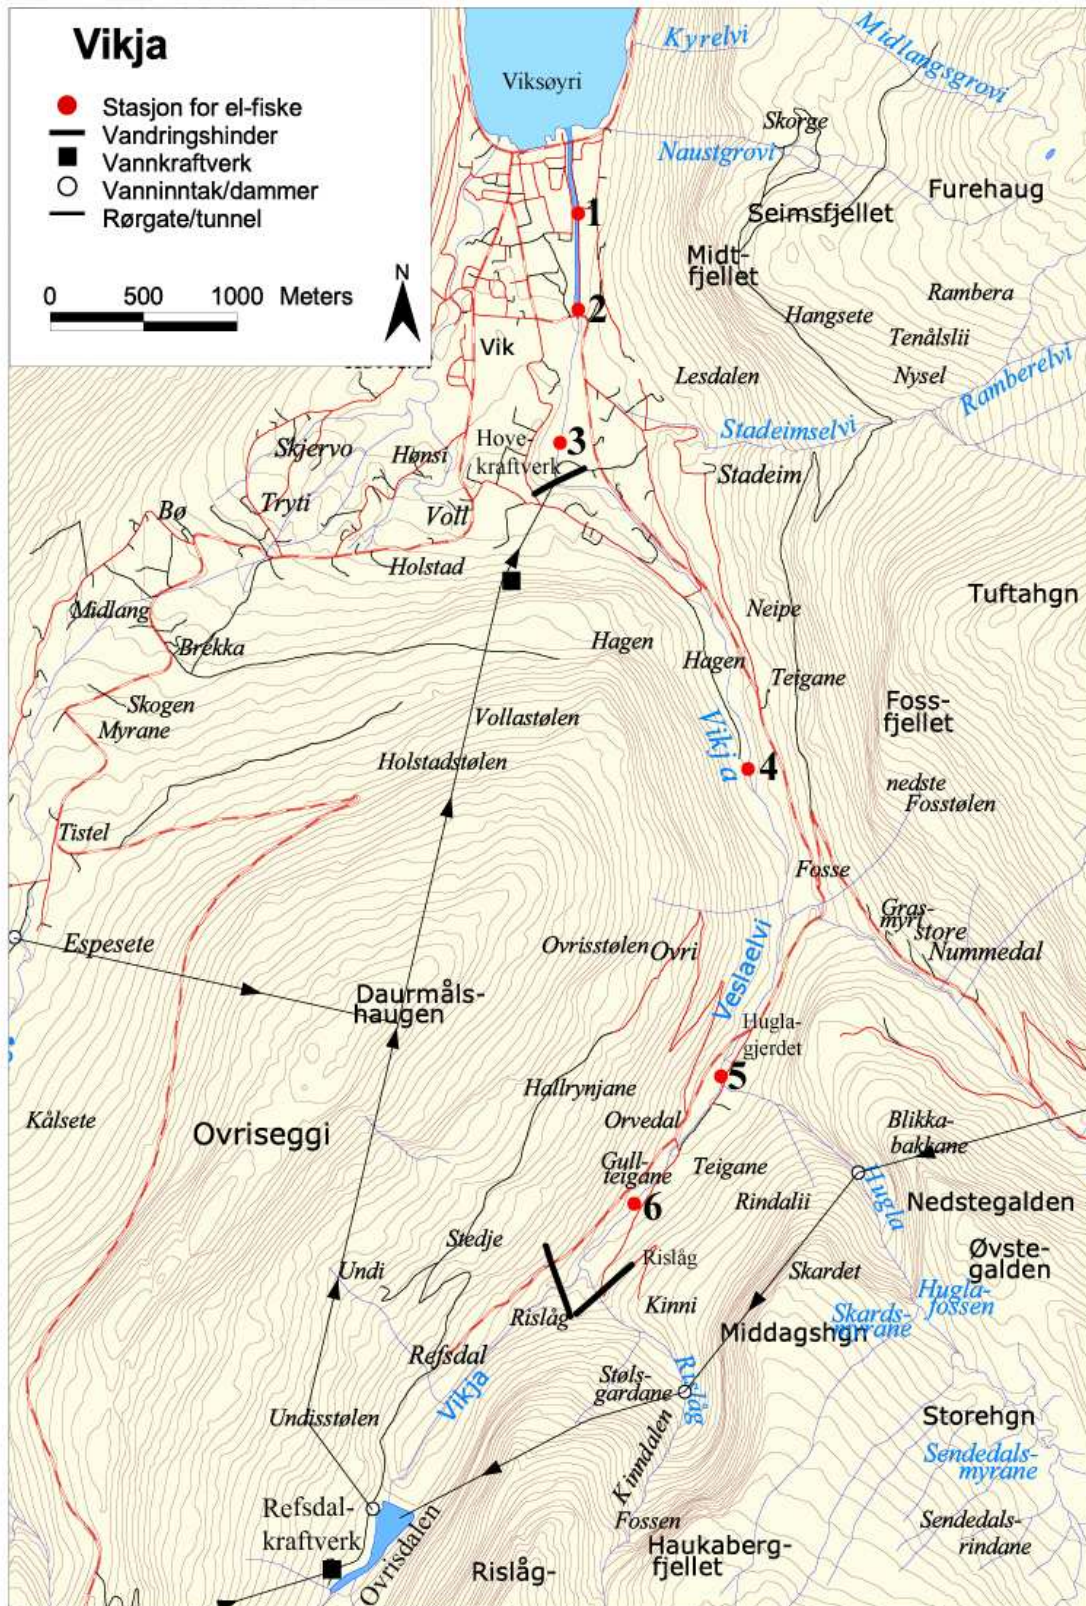 Vikja
Stasjon for el-fiske
Vandringshinder
Vannkraftverk
Vanninntak/dammer
Rørgate/tunnel
0 500 1000 Meters
N
Viksøyri
Kyrelvi
Midlangsgrovi
Skorge
Naustgrovi
Furehaug
Seimsfjellet
1
Midt-
fjellet
Rambera
2
Hangsete
Tenålslii
Vik
Nysel
Lesdalen
Ramberelvi
Stadeimselvi
3
Hove-
kraftverk
Skjervo
Hønsi
Stadeim
Tryti
Bø
Voll
Holstad
Tuftahgn
Midlang
Neipe
Brekka
Hagen
Hagen
Teigane
Skogen
Myrane
Vollastølen
Foss-
fjellet
Vikja
Holstadstølen
4
nedste
Fosstølen
Tistel
Fosse
Gras-
myri
store
Nummedal
Espesete
Ovrisstølen
Ovri
Veslaelvi
Daurmåls-
haugen
Hugla-
gjerdet
5
Hallrynjane
Kålsete
Orvedal
Blikka-
bakkane
Ovriseggi
Gull-
teigane
Teigane
Hugla
Rindalii
Nedstegalden
6
Stedje
Rislåg
Øvste-
galden
Undi
Skardet
Hugla-
fossen
Kinni
Skards-
myrane
Rislåg
Middagshgn
Refsdal
Rislåg
Støls-
gardane
Vikja
Undisstølen
Storehgn
Kinndalen
Sendedals-
myrane
Refsdal-
kraftverk
Ovrisdalen
Fossen
Sendedals-
rindane
Haukaberg-
fjellet
Rislåg-